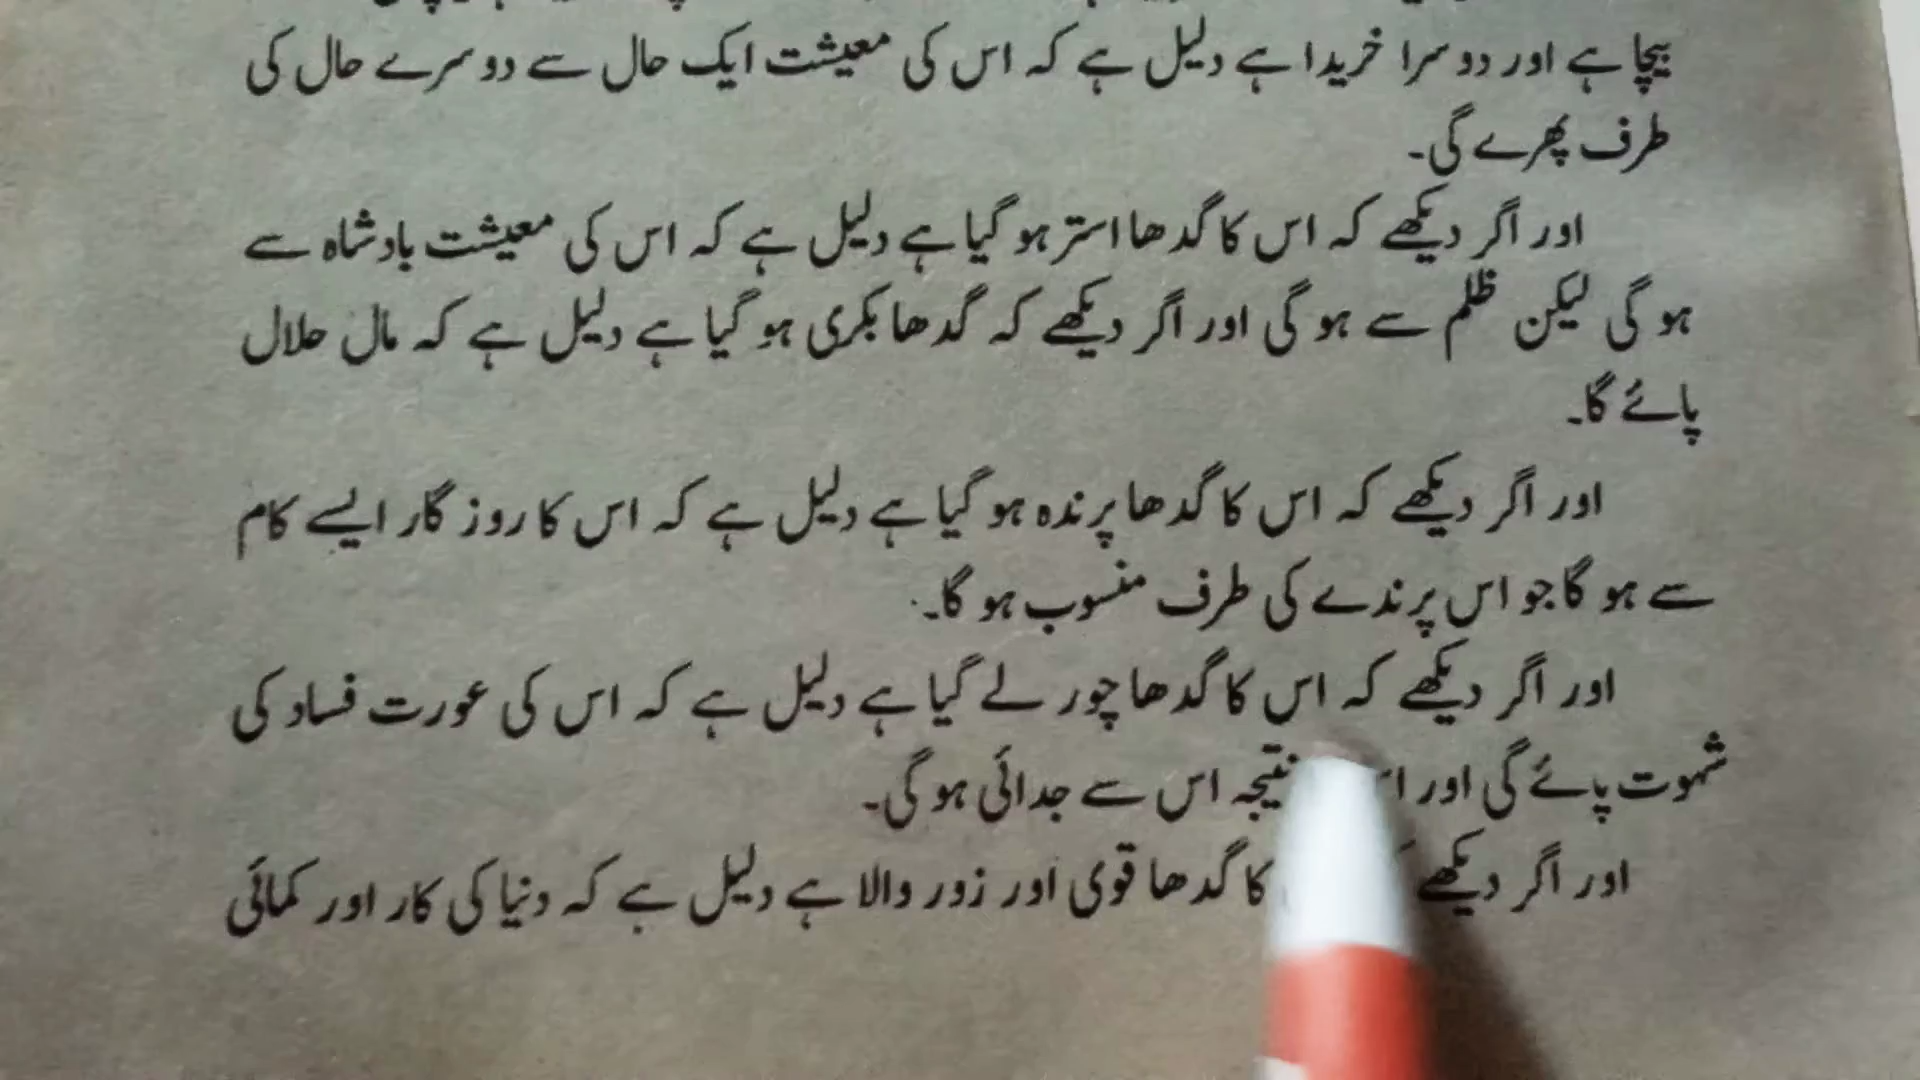 بیچا ہے اور دوسرا خریدا ہے دلیل ہے کہ اس کی معیشت ایک حال سے دوسرے حال کی
طرف پھرے گی۔
اور اگر دیکھے کہ اس کا گدھا استر ہو گیا ہے دلیل ہے کہ اس کی معیشت بادشاہ سے
ہو گی لیکن ظلم سے ہو گی اور اگر دیکھے کہ گدھا بکری ہو گیا ہے دلیل ہے کہ مال حلال
پائے گا۔
اور اگر دیکھے کہ اس کا گدھا پرندہ ہو گیا ہے دلیل ہے کہ اس کا روز گار ایسے کام
سے ہو گا جو اس پرندے کی طرف منسوب ہو گا۔
اور اگر دیکھے کہ اس کا گدھا چور لے گیا ہے دلیل ہے کہ اس کی عورت فساد کی
شہوت پائے گی اور نتیجہ اس سے جدائی ہو گی۔
اور اگر دیکھے کا گدھا قوی اور زور والا ہے دلیل ہے کہ دنیا کی کار اور کمائی